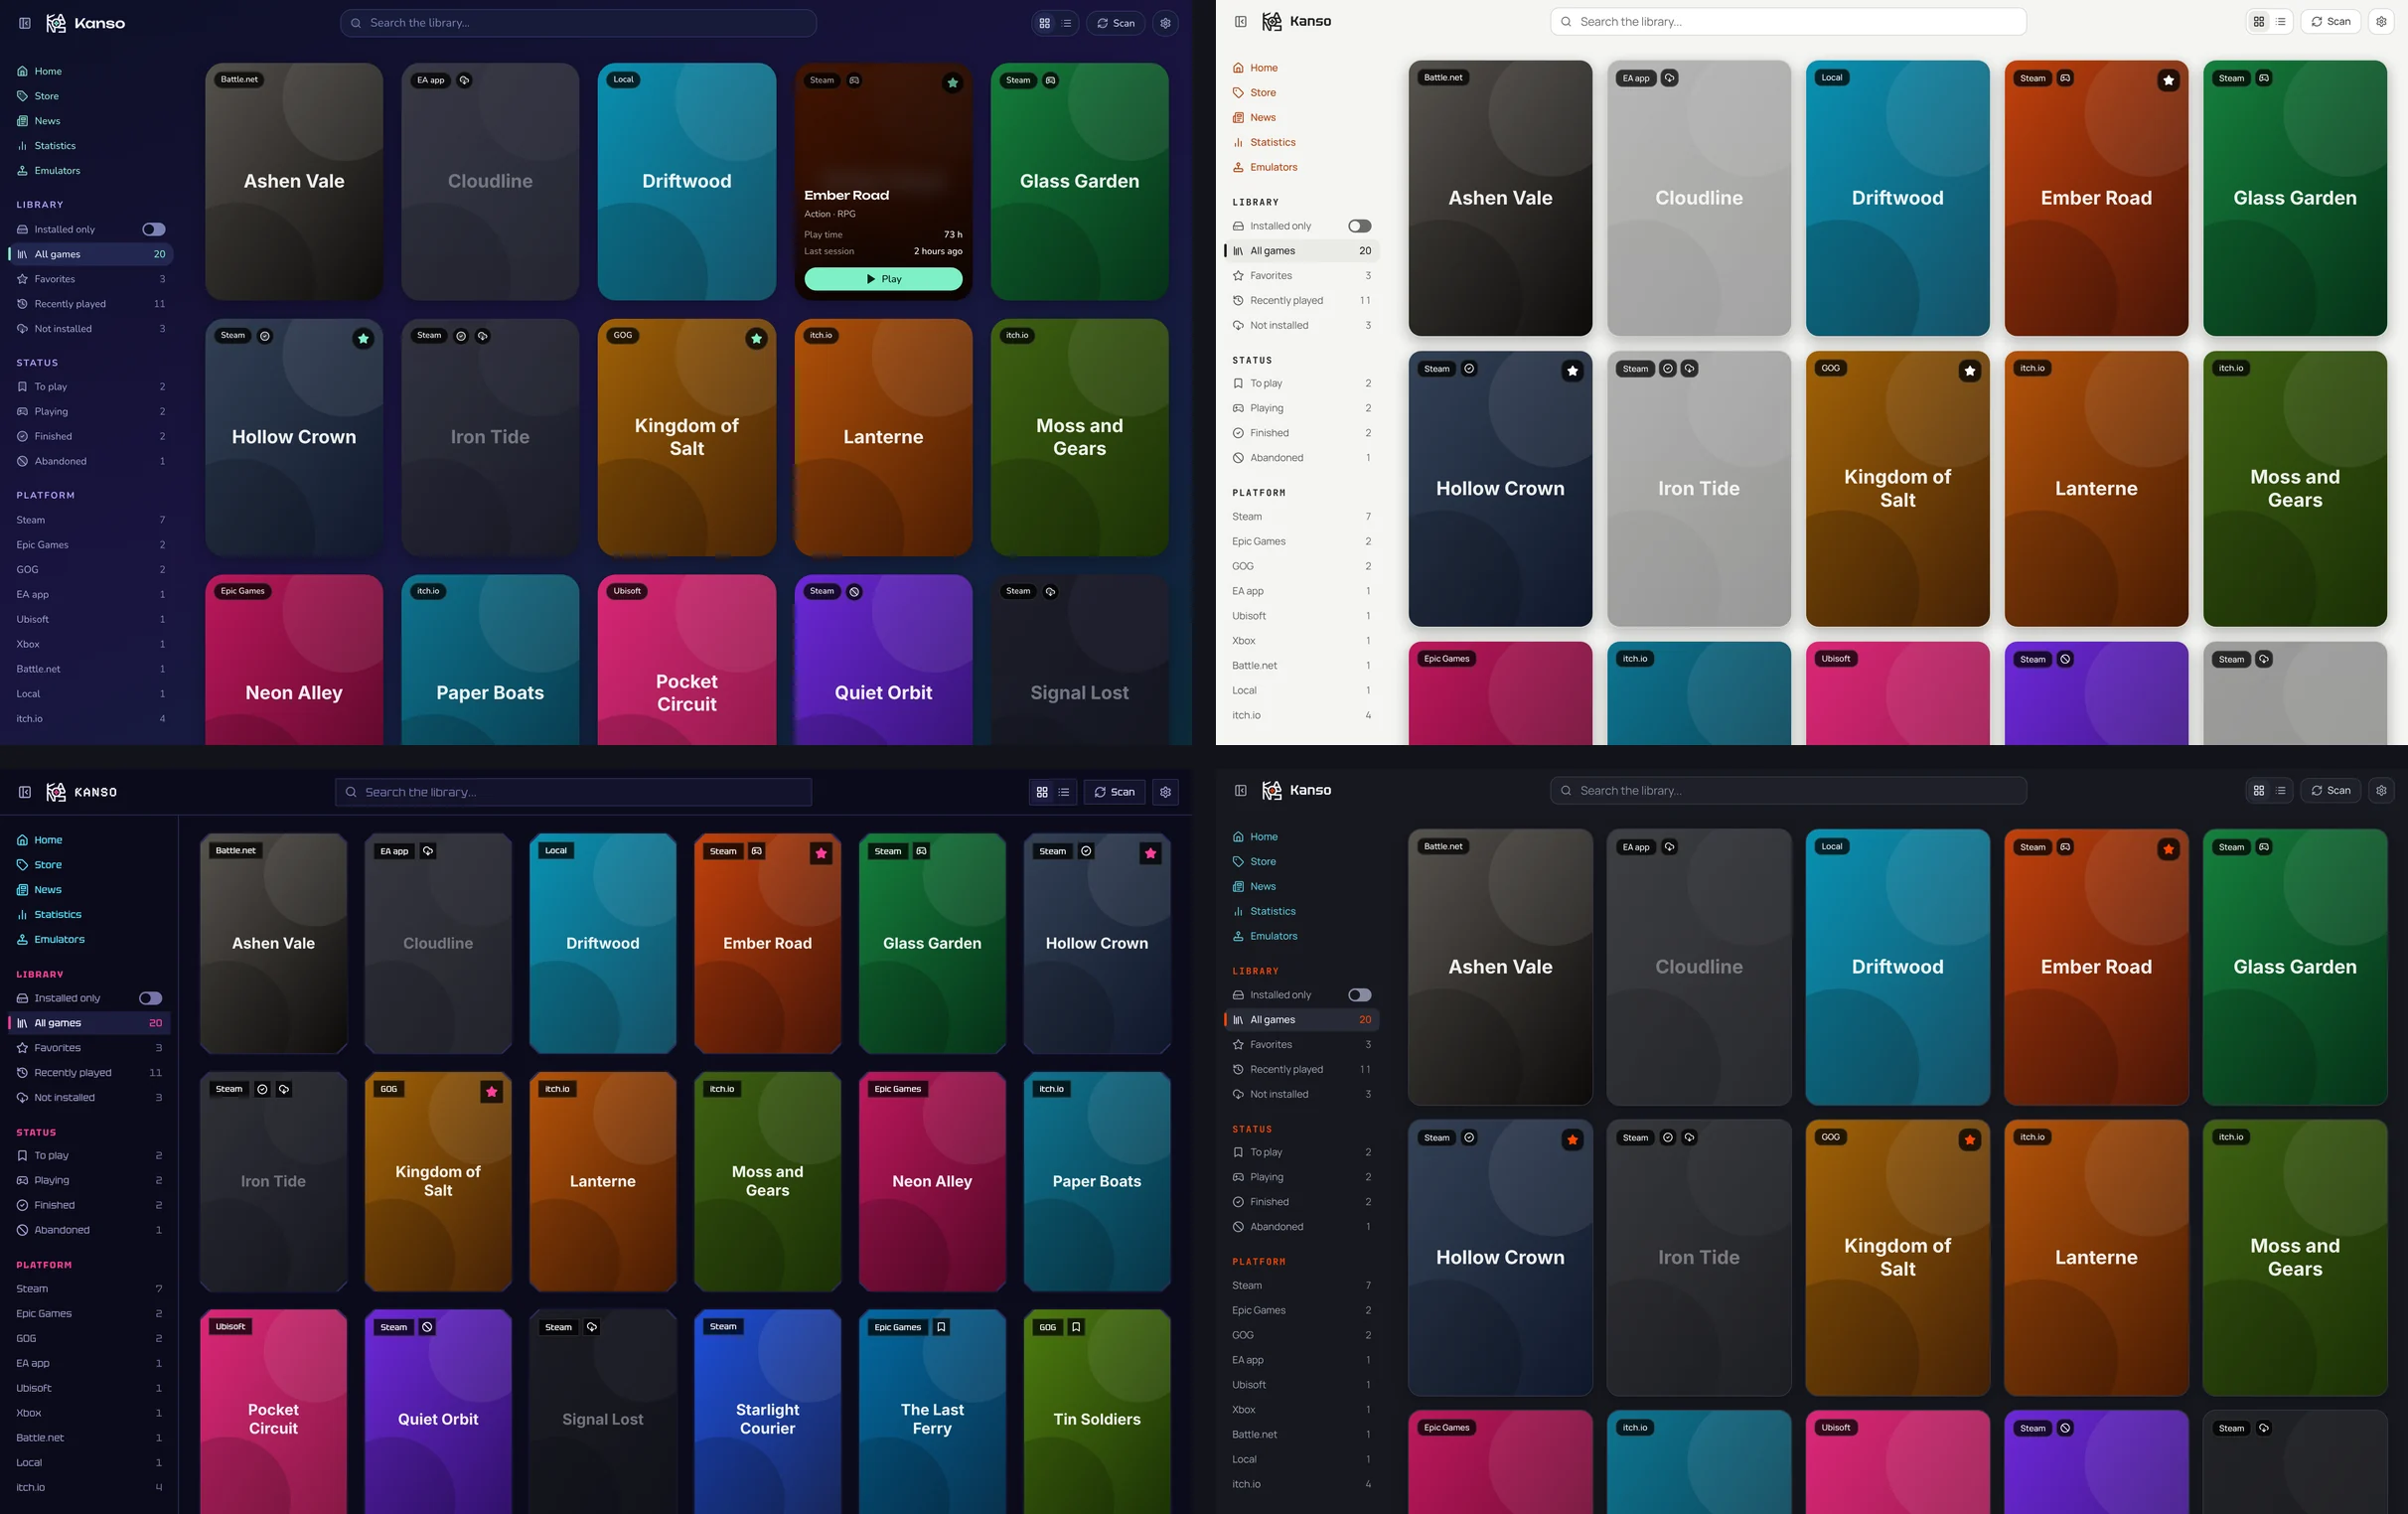 Kanso
Search the library...
Scan
Home
Store
News
Statistics
Emulators
LIBRARY
Installed only
All games 20
Favorites 3
Recently played 11
Not installed 3
STATUS
To play 2
Playing 2
Finished 2
Abandoned 1
PLATFORM
Steam 7
Epic Games 2
GOG 2
EA app 1
Ubisoft 1
Xbox 1
Battle.net 1
Local 1
itch.io 4
Battle.net
Ashen Vale
EA app
Cloudline
Local
Driftwood
Steam
Ember Road
Action · RPG
Play time 73 h
Last session 2 hours ago
Play
Steam
Glass Garden
Steam
Hollow Crown
Steam
Iron Tide
GOG
Kingdom of
Salt
itch.io
Lanterne
itch.io
Moss and
Gears
Epic Games
Neon Alley
itch.io
Paper Boats
Ubisoft
Pocket
Circuit
Steam
Quiet Orbit
Steam
Signal Lost
Kanso
Search the library...
Scan
Home
Store
News
Statistics
Emulators
LIBRARY
Installed only
All games 20
Favorites 3
Recently played 11
Not installed 3
STATUS
To play 2
Playing 2
Finished 2
Abandoned 1
PLATFORM
Steam 7
Epic Games 2
GOG 2
EA app 1
Ubisoft 1
Xbox 1
Battle.net 1
Local 1
itch.io 4
Battle.net
Ashen Vale
EA app
Cloudline
Local
Driftwood
Steam
Ember Road
Steam
Glass Garden
Steam
Hollow Crown
Steam
Iron Tide
GOG
Kingdom of
Salt
itch.io
Lanterne
itch.io
Moss and
Gears
Epic Games
itch.io
Ubisoft
Steam
Steam
KANSO
Search the library...
Scan
Home
Store
News
Statistics
Emulators
LIBRARY
Installed only
All games 20
Favorites 3
Recently played 11
Not installed 3
STATUS
To play 2
Playing 2
Finished 2
Abandoned 1
PLATFORM
Steam 7
Epic Games 2
GOG 2
EA app 1
Ubisoft 1
Xbox 1
Battle.net 1
Local 1
itch.io 4
Battle.net
Ashen Vale
EA app
Cloudline
Local
Driftwood
Steam
Ember Road
Steam
Glass Garden
Steam
Hollow Crown
Steam
Iron Tide
GOG
Kingdom of
Salt
itch.io
Lanterne
itch.io
Moss and
Gears
Epic Games
Neon Alley
itch.io
Paper Boats
Ubisoft
Pocket
Circuit
Steam
Quiet Orbit
Steam
Signal Lost
Steam
Starlight
Courier
Epic Games
The Last
Ferry
GOG
Tin Soldiers
Kanso
Search the library...
Scan
Home
Store
News
Statistics
Emulators
LIBRARY
Installed only
All games 20
Favorites 3
Recently played 11
Not installed 3
STATUS
To play 2
Playing 2
Finished 2
Abandoned 1
PLATFORM
Steam 7
Epic Games 2
GOG 2
EA app 1
Ubisoft 1
Xbox 1
Battle.net 1
Local 1
itch.io 4
Battle.net
Ashen Vale
EA app
Cloudline
Local
Driftwood
Steam
Ember Road
Steam
Glass Garden
Steam
Hollow Crown
Steam
Iron Tide
GOG
Kingdom of
Salt
itch.io
Lanterne
itch.io
Moss and
Gears
Epic Games
itch.io
Ubisoft
Steam
Steam